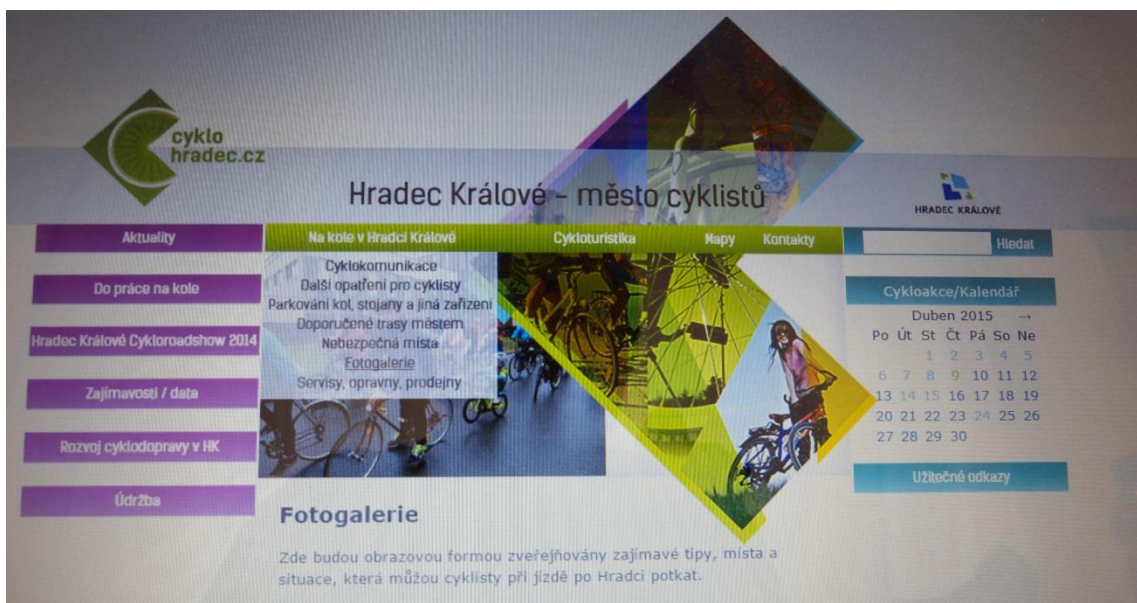 cyklo
hradec.cz
Hradec Králové – město cyklistů
HRADEC KRÁLOVÉ
Aktuality
Do práce na kole
Hradec Králové Cykloroadshow 2014
Zajímavosti / data
Rozvoj cyklodopravy v HK
Údržba
Na kole v Hradci Králové
Cykloturistika
Mapy
Kontakty
Cyklokomunikace
Další opatření pro cyklisty
Parkování kol, stojany a jiná zařízení
Doporučené trasy městem
Nebezpečná místa
Fotogalerie
Servisy, opravny, prodejny
Hledat
Cykloakce/Kalendář
Duben 2015 →
Po Út St Čt Pá So Ne
1 2 3 4 5
6 7 8 9 10 11 12
13 14 15 16 17 18 19
20 21 22 23 24 25 26
27 28 29 30
Užitečné odkazy
Fotogalerie
Zde budou obrazovou formou zveřejňovány zajímavé tipy, místa a
situace, která můžou cyklisty při jízdě po Hradci potkat.